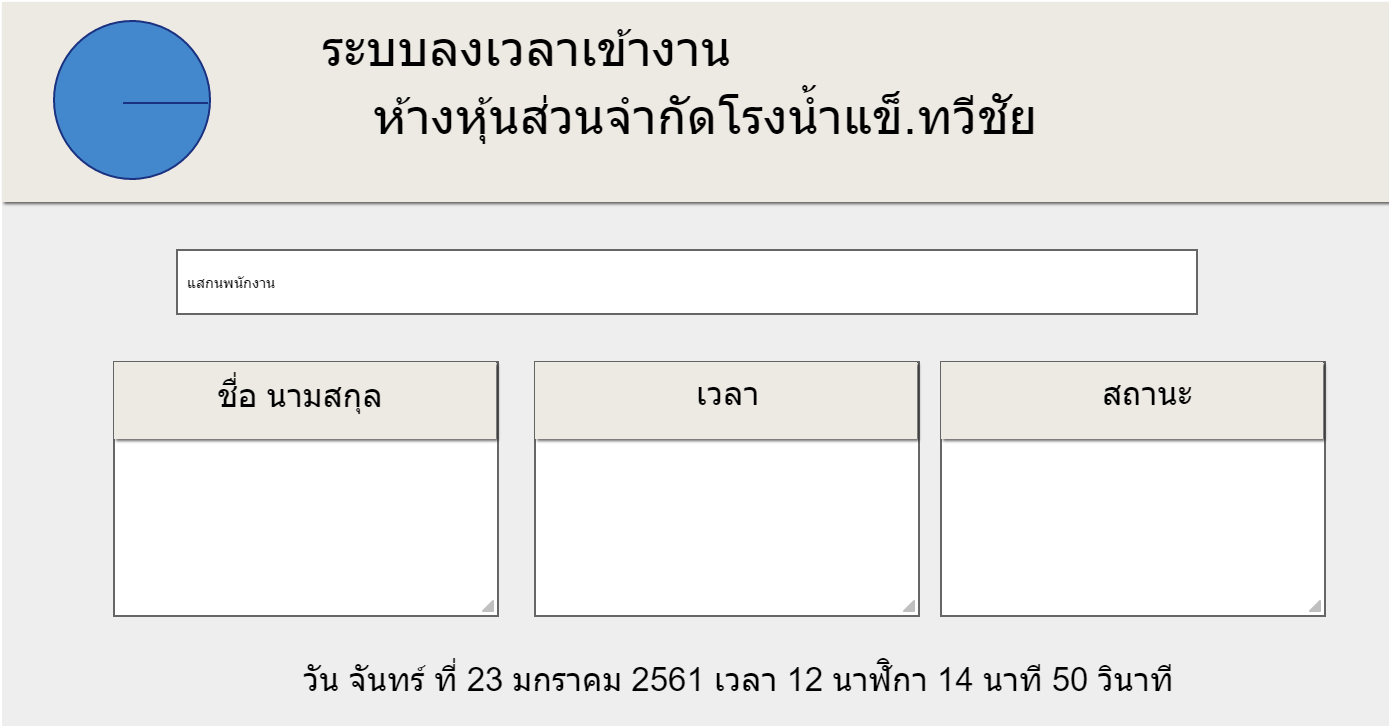 ระบบลงเวลาเข้างาน
ห้างหุ้นส่วนจำกัดโรงน้ำแข็.ทวีชัย
แสกนพนักงาน
ชื่อ นามสกุล
เวลา
สถานะ
วัน จันทร์ ที่ 23 มกราคม 2561 เวลา 12 นาฬิกา 14 นาที 50 วินาที